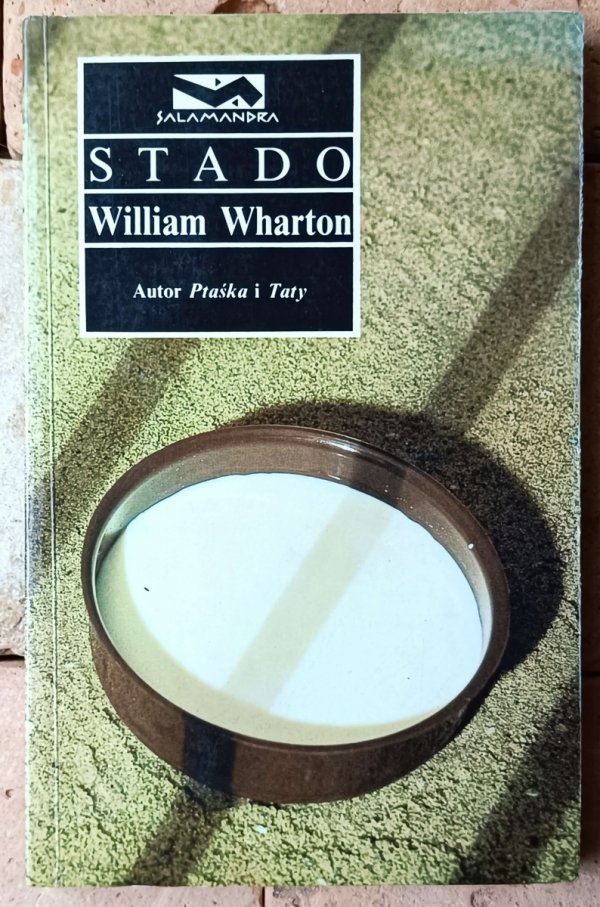 SALAMANDRA
STADO
William Wharton
Autor Ptaśka i Taty